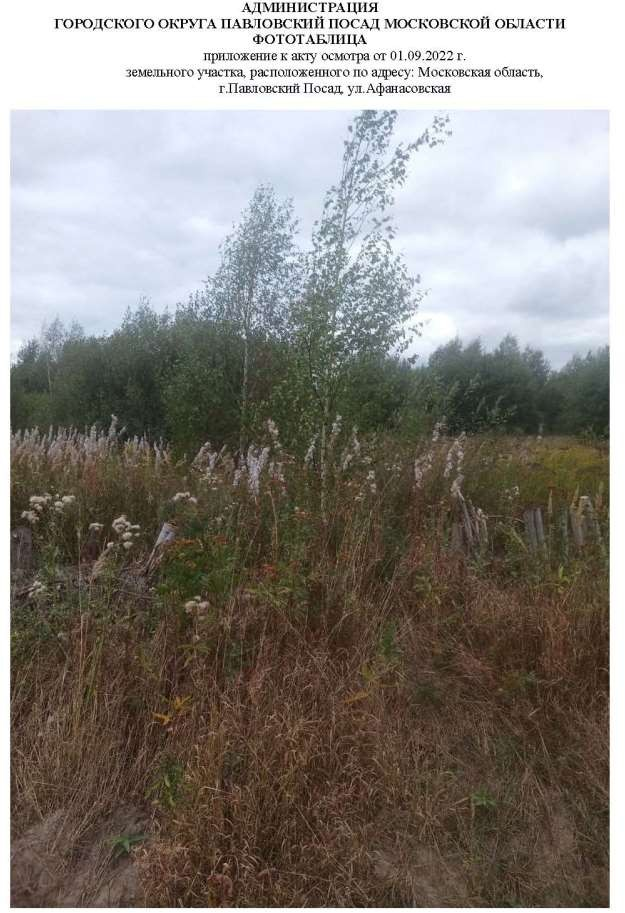 АДМИНИСТРАЦИЯ
ГОРОДСКОГО ОКРУГА ПАВЛОВСКИЙ ПОСАД МОСКОВСКОЙ ОБЛАСТИ
ФОТОТАБЛИЦА
приложение к акту осмотра от 01.09.2022 г.
земельного участка, расположенного по адресу: Московская область,
г.Павловский Посад, ул.Афанасовская